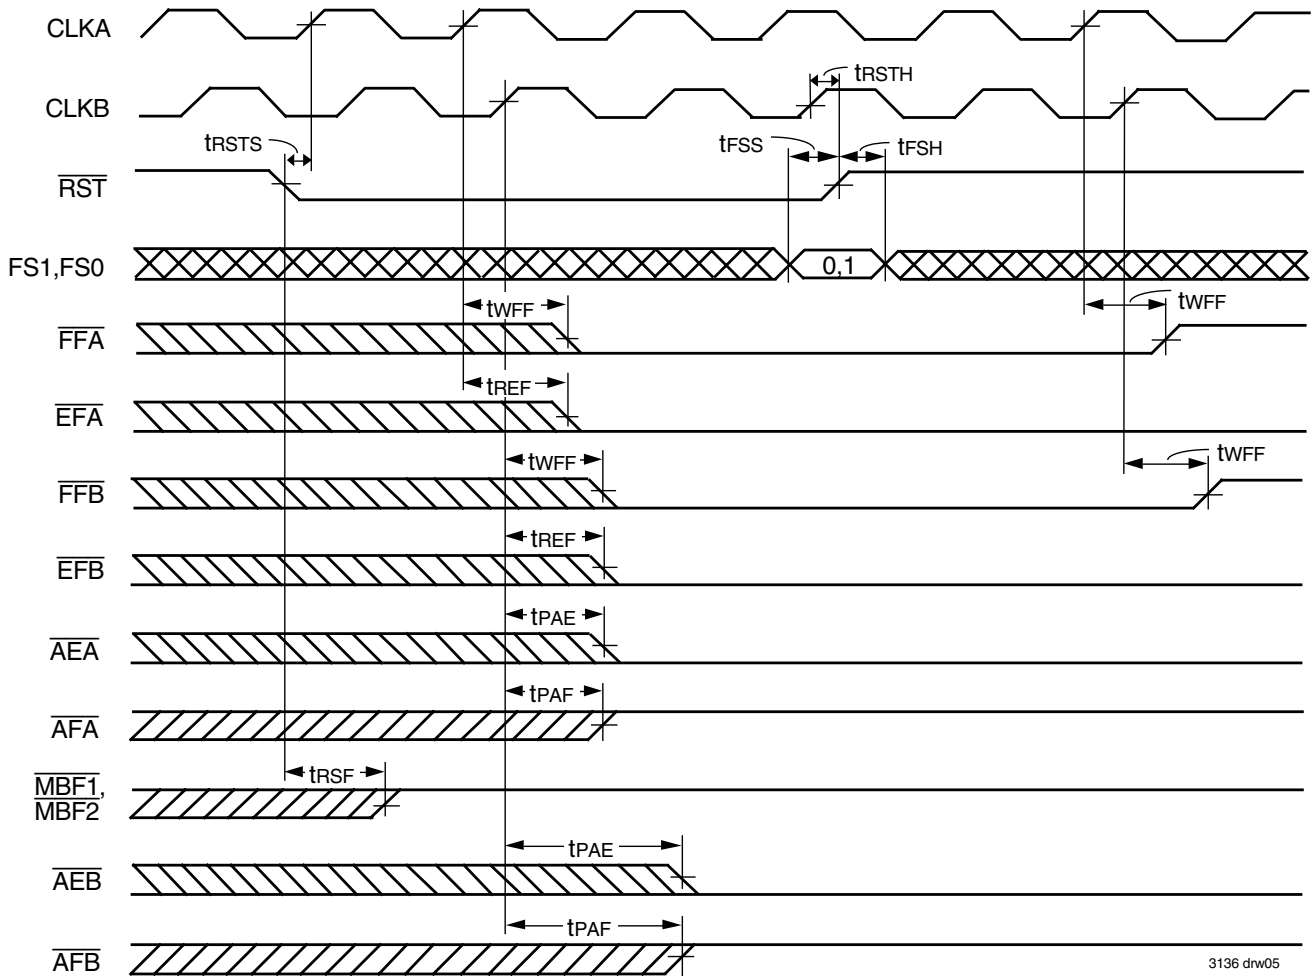 CLKA
tRSTH
CLKB
tRSTS
tFSS
tFSH
RST
FS1,FS0
0,1
tWFF
tWFF
FFA
tREF
EFA
tWFF
tWFF
FFB
tREF
EFB
tPAE
AEA
tPAF
AFA
tRSF
MBF1,
MBF2
tPAE
AEB
tPAF
AFB
3136 drw05